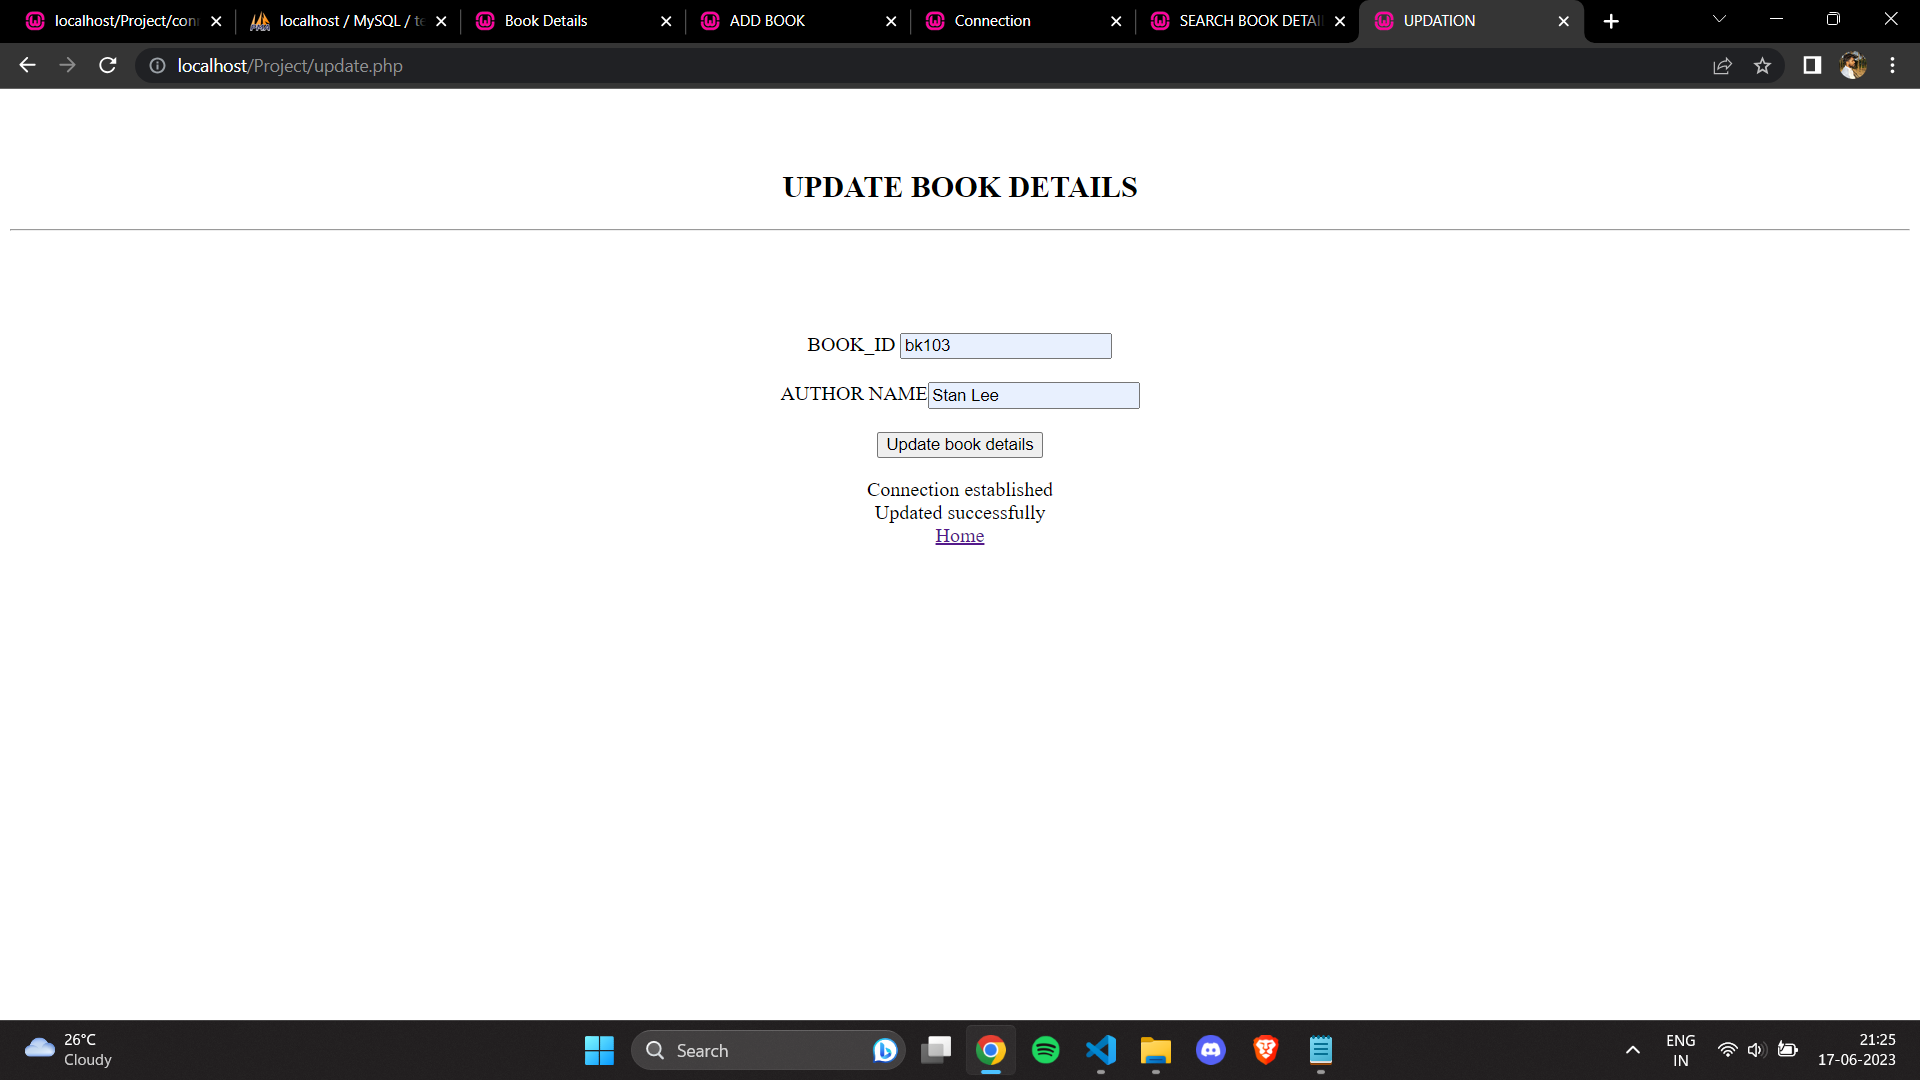 localhost/Project/con
localhost / MySQL / te
Book Details
ADD BOOK
Connection
SEARCH BOOK DETAI
UPDATION
localhost/Project/update.php
UPDATE BOOK DETAILS
BOOK_ID bk103
AUTHOR NAME Stan Lee
Update book details
Connection established
Updated successfully
Home
26°C
Cloudy
Search
ENG
IN
21:25
17-06-2023